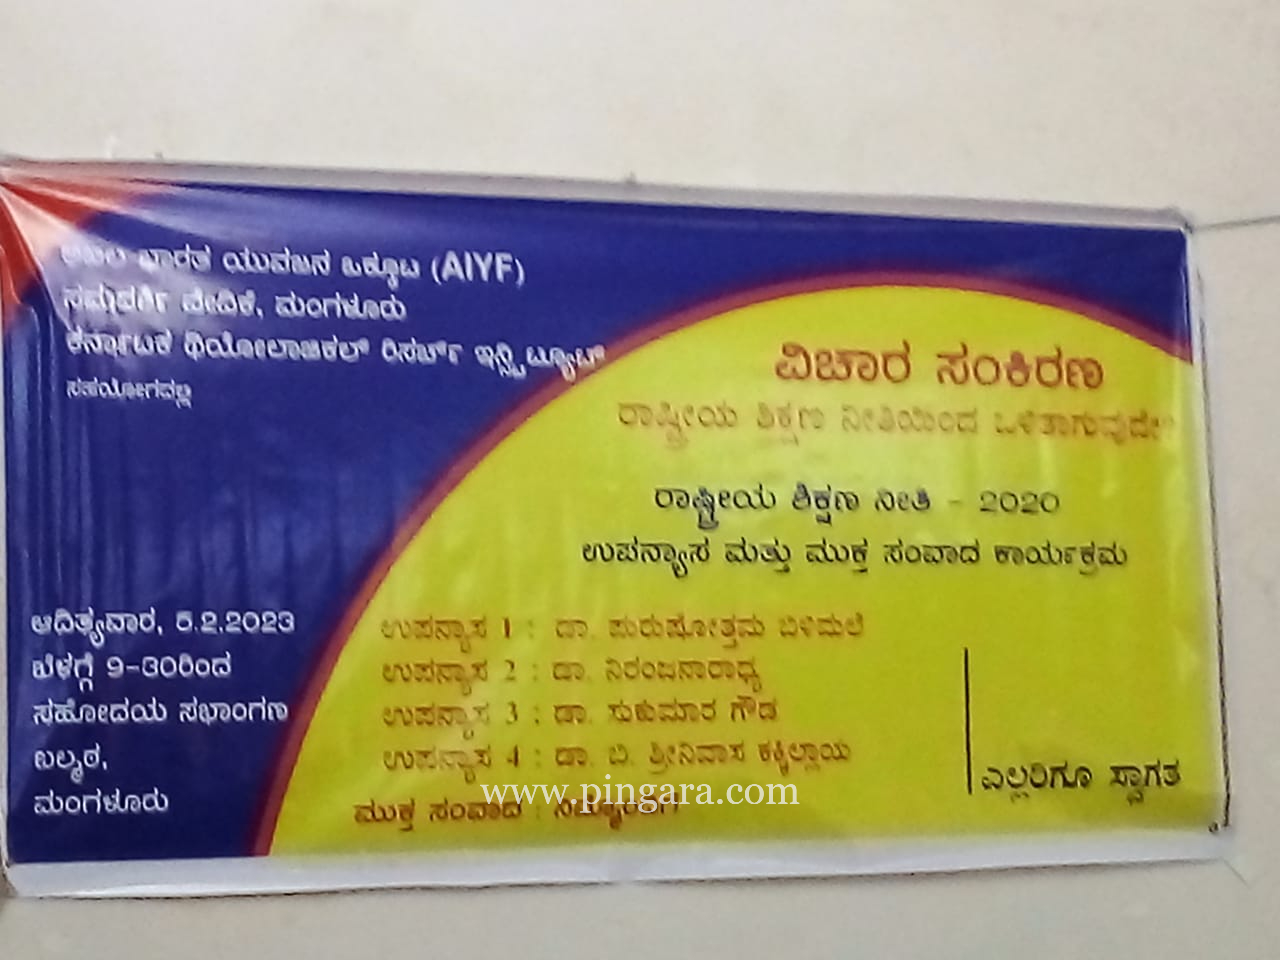 ಅಖಿಲ ಭಾರತ ಯುವಜನ ಒಕ್ಕೂಟ (AIYF)
ಸಮದರ್ಶಿ ವೇದಿಕೆ, ಮಂಗಳೂರು
ಕರ್ನಾಟಕ ಥಿಯೋಲಾಜಿಕಲ್ ರಿಸರ್ಚ್ ಇನ್ಸ್ಟಿಟ್ಯೂಟ್
ಸಹಯೋಗದಲ್ಲಿ
ವಿಚಾರ ಸಂಕಿರಣ
ರಾಷ್ಟ್ರೀಯ ಶಿಕ್ಷಣ ನೀತಿಯಿಂದ ಒಳಿತಾಗುವುದೇ?
ರಾಷ್ಟ್ರೀಯ ಶಿಕ್ಷಣ ನೀತಿ - 2020
ಉಪನ್ಯಾಸ ಮತ್ತು ಮುಕ್ತ ಸಂವಾದ ಕಾರ್ಯಕ್ರಮ
ಆದಿತ್ಯವಾರ, 5.2.2023
ಬೆಳಗ್ಗೆ 9-30ರಿಂದ
ಸಹೋದಯ ಸಭಾಂಗಣ
ಬಲ್ಮಠ,
ಮಂಗಳೂರು
ಉಪನ್ಯಾಸ 1 : ಡಾ. ಪುರುಷೋತ್ತಮ ಬಿಳಿಮಲೆ
ಉಪನ್ಯಾಸ 2 : ಡಾ. ನಿರಂಜನಾರಾಧ್ಯ
ಉಪನ್ಯಾಸ 3 : ಡಾ. ಸುಕುಮಾರ ಗೌಡ
ಉಪನ್ಯಾಸ 4 : ಡಾ. ಬಿ. ಶ್ರೀನಿವಾಸ ಕಕ್ಕಿಲ್ಲಾಯ
ಮುಕ್ತ ಸಂವಾದ :
ಎಲ್ಲರಿಗೂ ಸ್ವಾಗತ
www.pingara.com